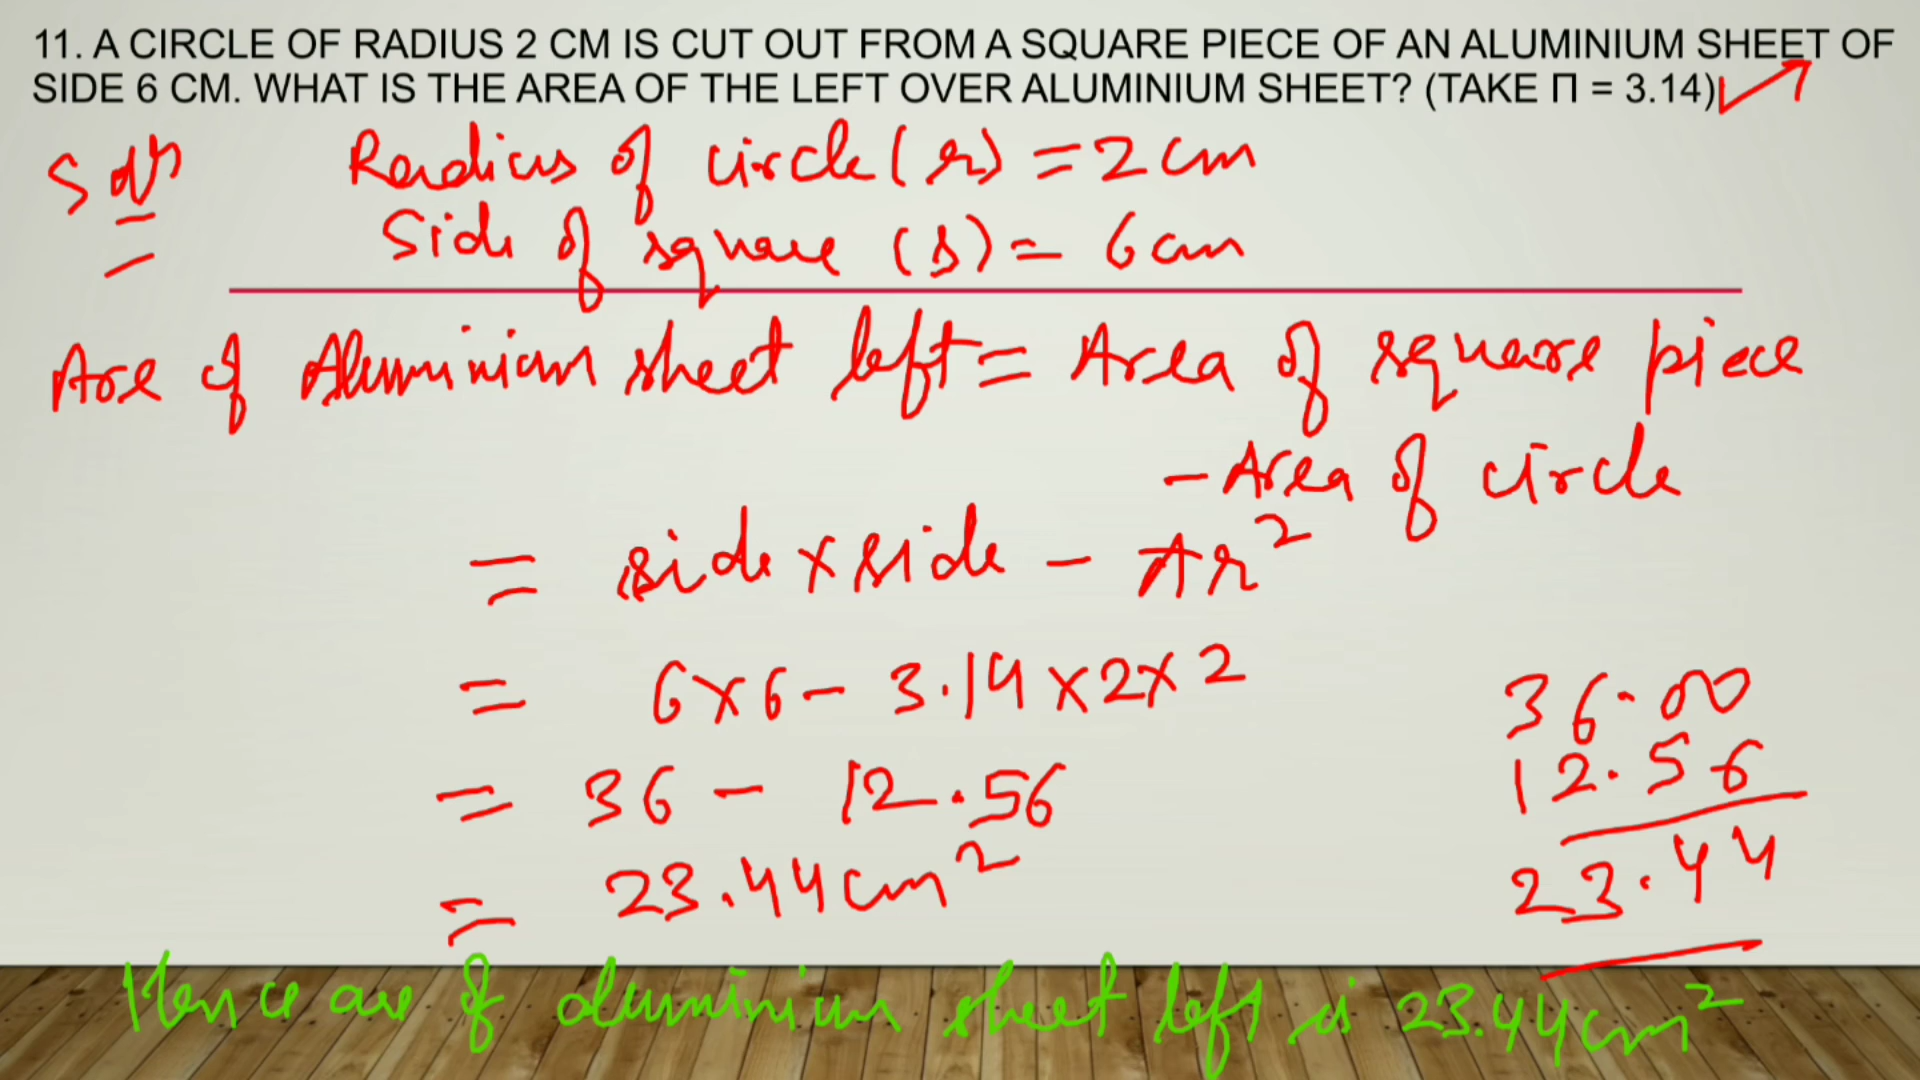 11. A CIRCLE OF RADIUS 2 CM IS CUT OUT FROM A SQUARE PIECE OF AN ALUMINIUM SHEET OF
SIDE 6 CM. WHAT IS THE AREA OF THE LEFT OVER ALUMINIUM SHEET? (TAKE Π = 3.14)
Soln Radius of circle (r) = 2 cm
Side of square (s) = 6 cm
Are of Aluminium sheet left = Area of square piece
- Area of circle
= side × side - πr²
= 6×6 - 3.14 ×2×2
= 36 - 12.56
= 23.44 cm²
36.00
12.56
23.44
Hence are of aluminium sheet left is 23.44 cm²